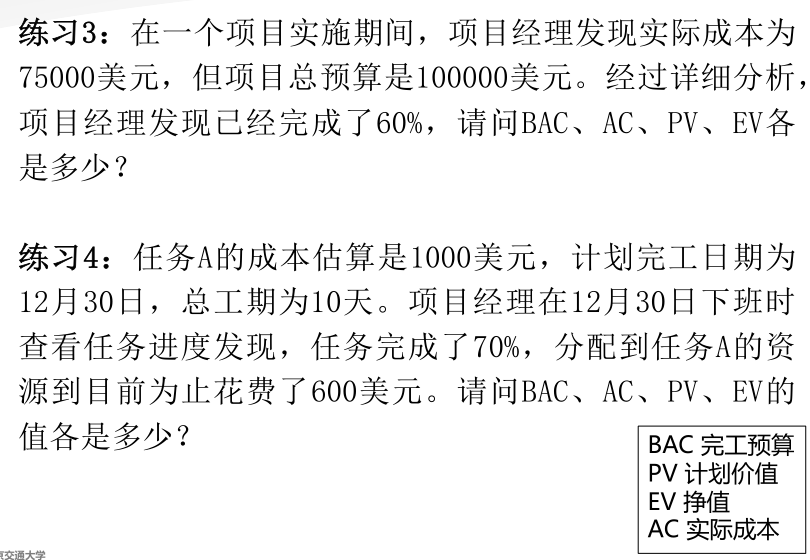 练习3：在一个项目实施期间，项目经理发现实际成本为
75000美元，但项目总预算是100000美元。经过详细分析，
项目经理发现已经完成了60%，请问BAC、AC、PV、EV各
是多少？
练习4：任务A的成本估算是1000美元，计划完工日期为
12月30日，总工期为10天。项目经理在12月30日下班时
查看任务进度发现，任务完成了70%，分配到任务A的资
源到目前为止花费了600美元。请问BAC、AC、PV、EV的
值各是多少？
BAC 完工预算
PV 计划价值
EV 挣值
AC 实际成本
交通大学